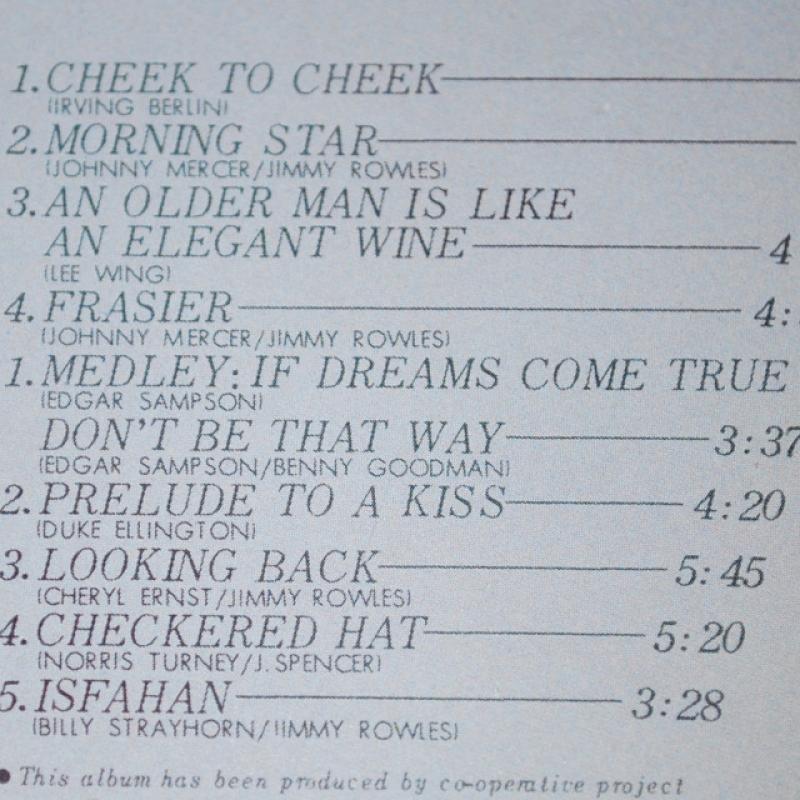 1. CHEEK TO CHEEK
(IRVING BERLIN)
2. MORNING STAR
(JOHNNY MERCER/JIMMY ROWLES)
3. AN OLDER MAN IS LIKE
AN ELEGANT WINE 4
(LEE WING)
4. FRASIER 4:
(JOHNNY MERCER/JIMMY ROWLES)
1. MEDLEY: IF DREAMS COME TRUE
(EDGAR SAMPSON)
DON'T BE THAT WAY 3:37
(EDGAR SAMPSON/BENNY GOODMAN)
2. PRELUDE TO A KISS 4:20
(DUKE ELLINGTON)
3. LOOKING BACK 5:45
(CHERYL ERNST/JIMMY ROWLES)
4. CHECKERED HAT 5:20
(NORRIS TURNEY/J. SPENCER)
5. ISFAHAN 3:28
(BILLY STRAYHORN/JIMMY ROWLES)
● This album has been produced by co-operative project